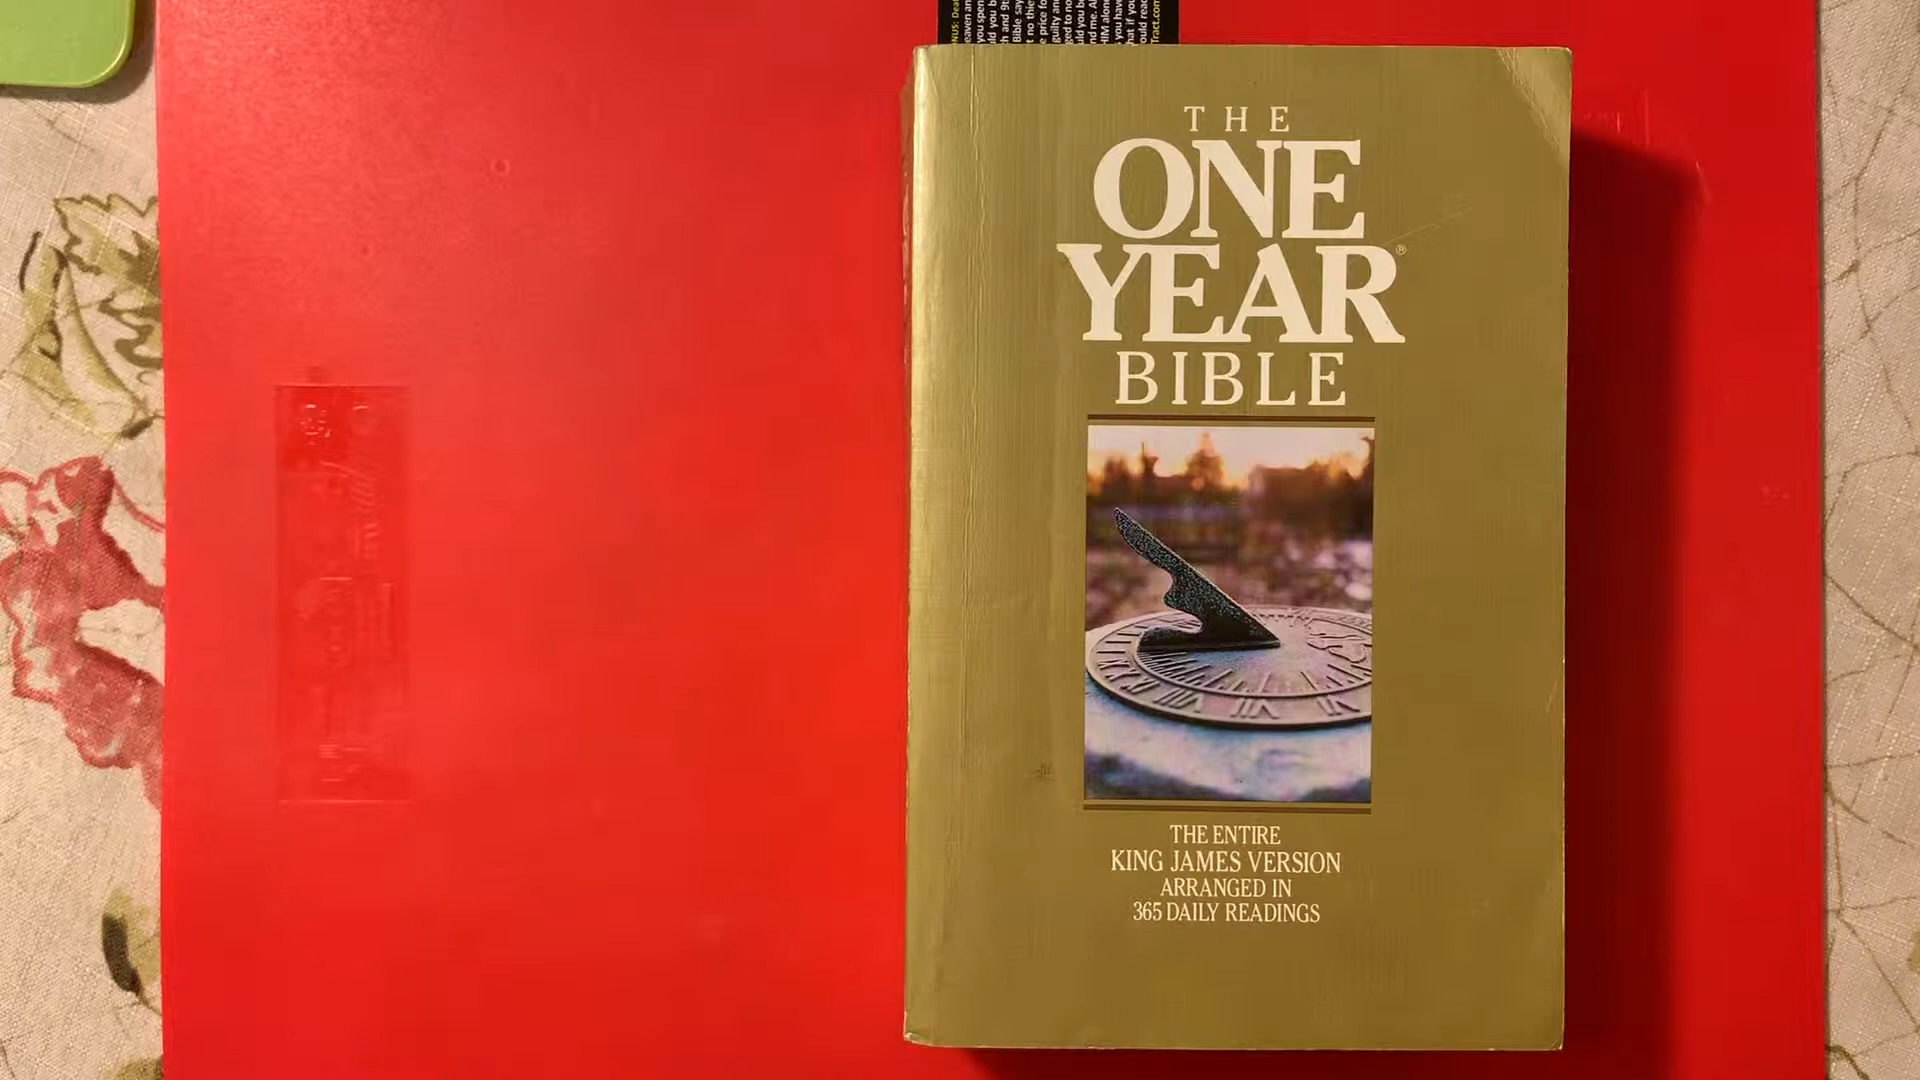 THE
ONE
YEAR®
BIBLE
THE ENTIRE
KING JAMES VERSION
ARRANGED IN
365 DAILY READINGS